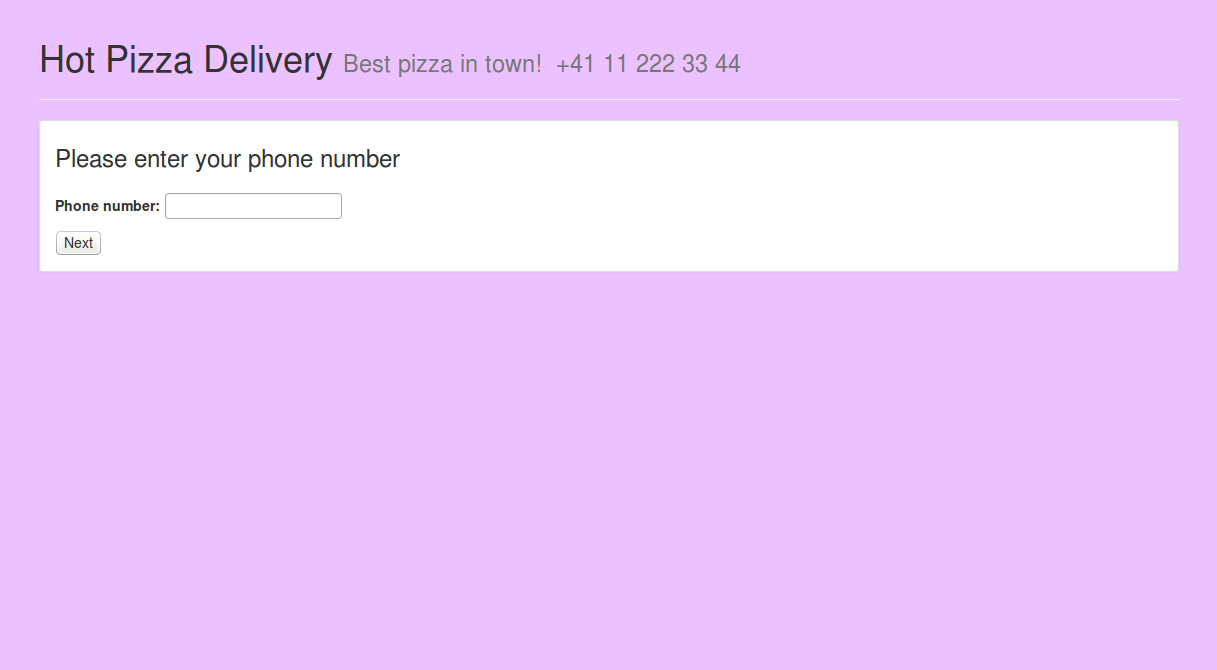 Hot Pizza Delivery Best pizza in town! +41 11 222 33 44
Please enter your phone number
Phone number:
Next